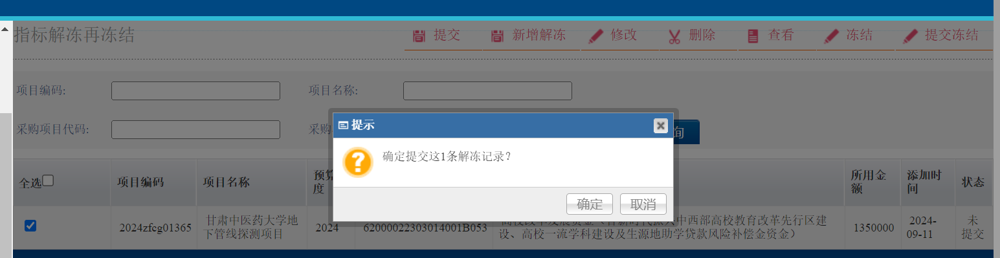 指标解冻再冻结
提交 新增解冻 修改 删除 查看 冻结 提交冻结
项目编码: 项目名称:
采购项目代码: 采购 询
提示
确定提交这1条解冻记录？
确定 取消
全选 项目编码 项目名称 预算 所用金 添加时 状态
度 额 间
甘肃中医药大学地 2024- 未
2024zfcg01365 2024 62000022303014001B053 1350000
下管线探测项目 设、高校一流学科建设及生源地助学贷款风险补偿金资金） 09-11 提交
中西部高校教育改革先行区建